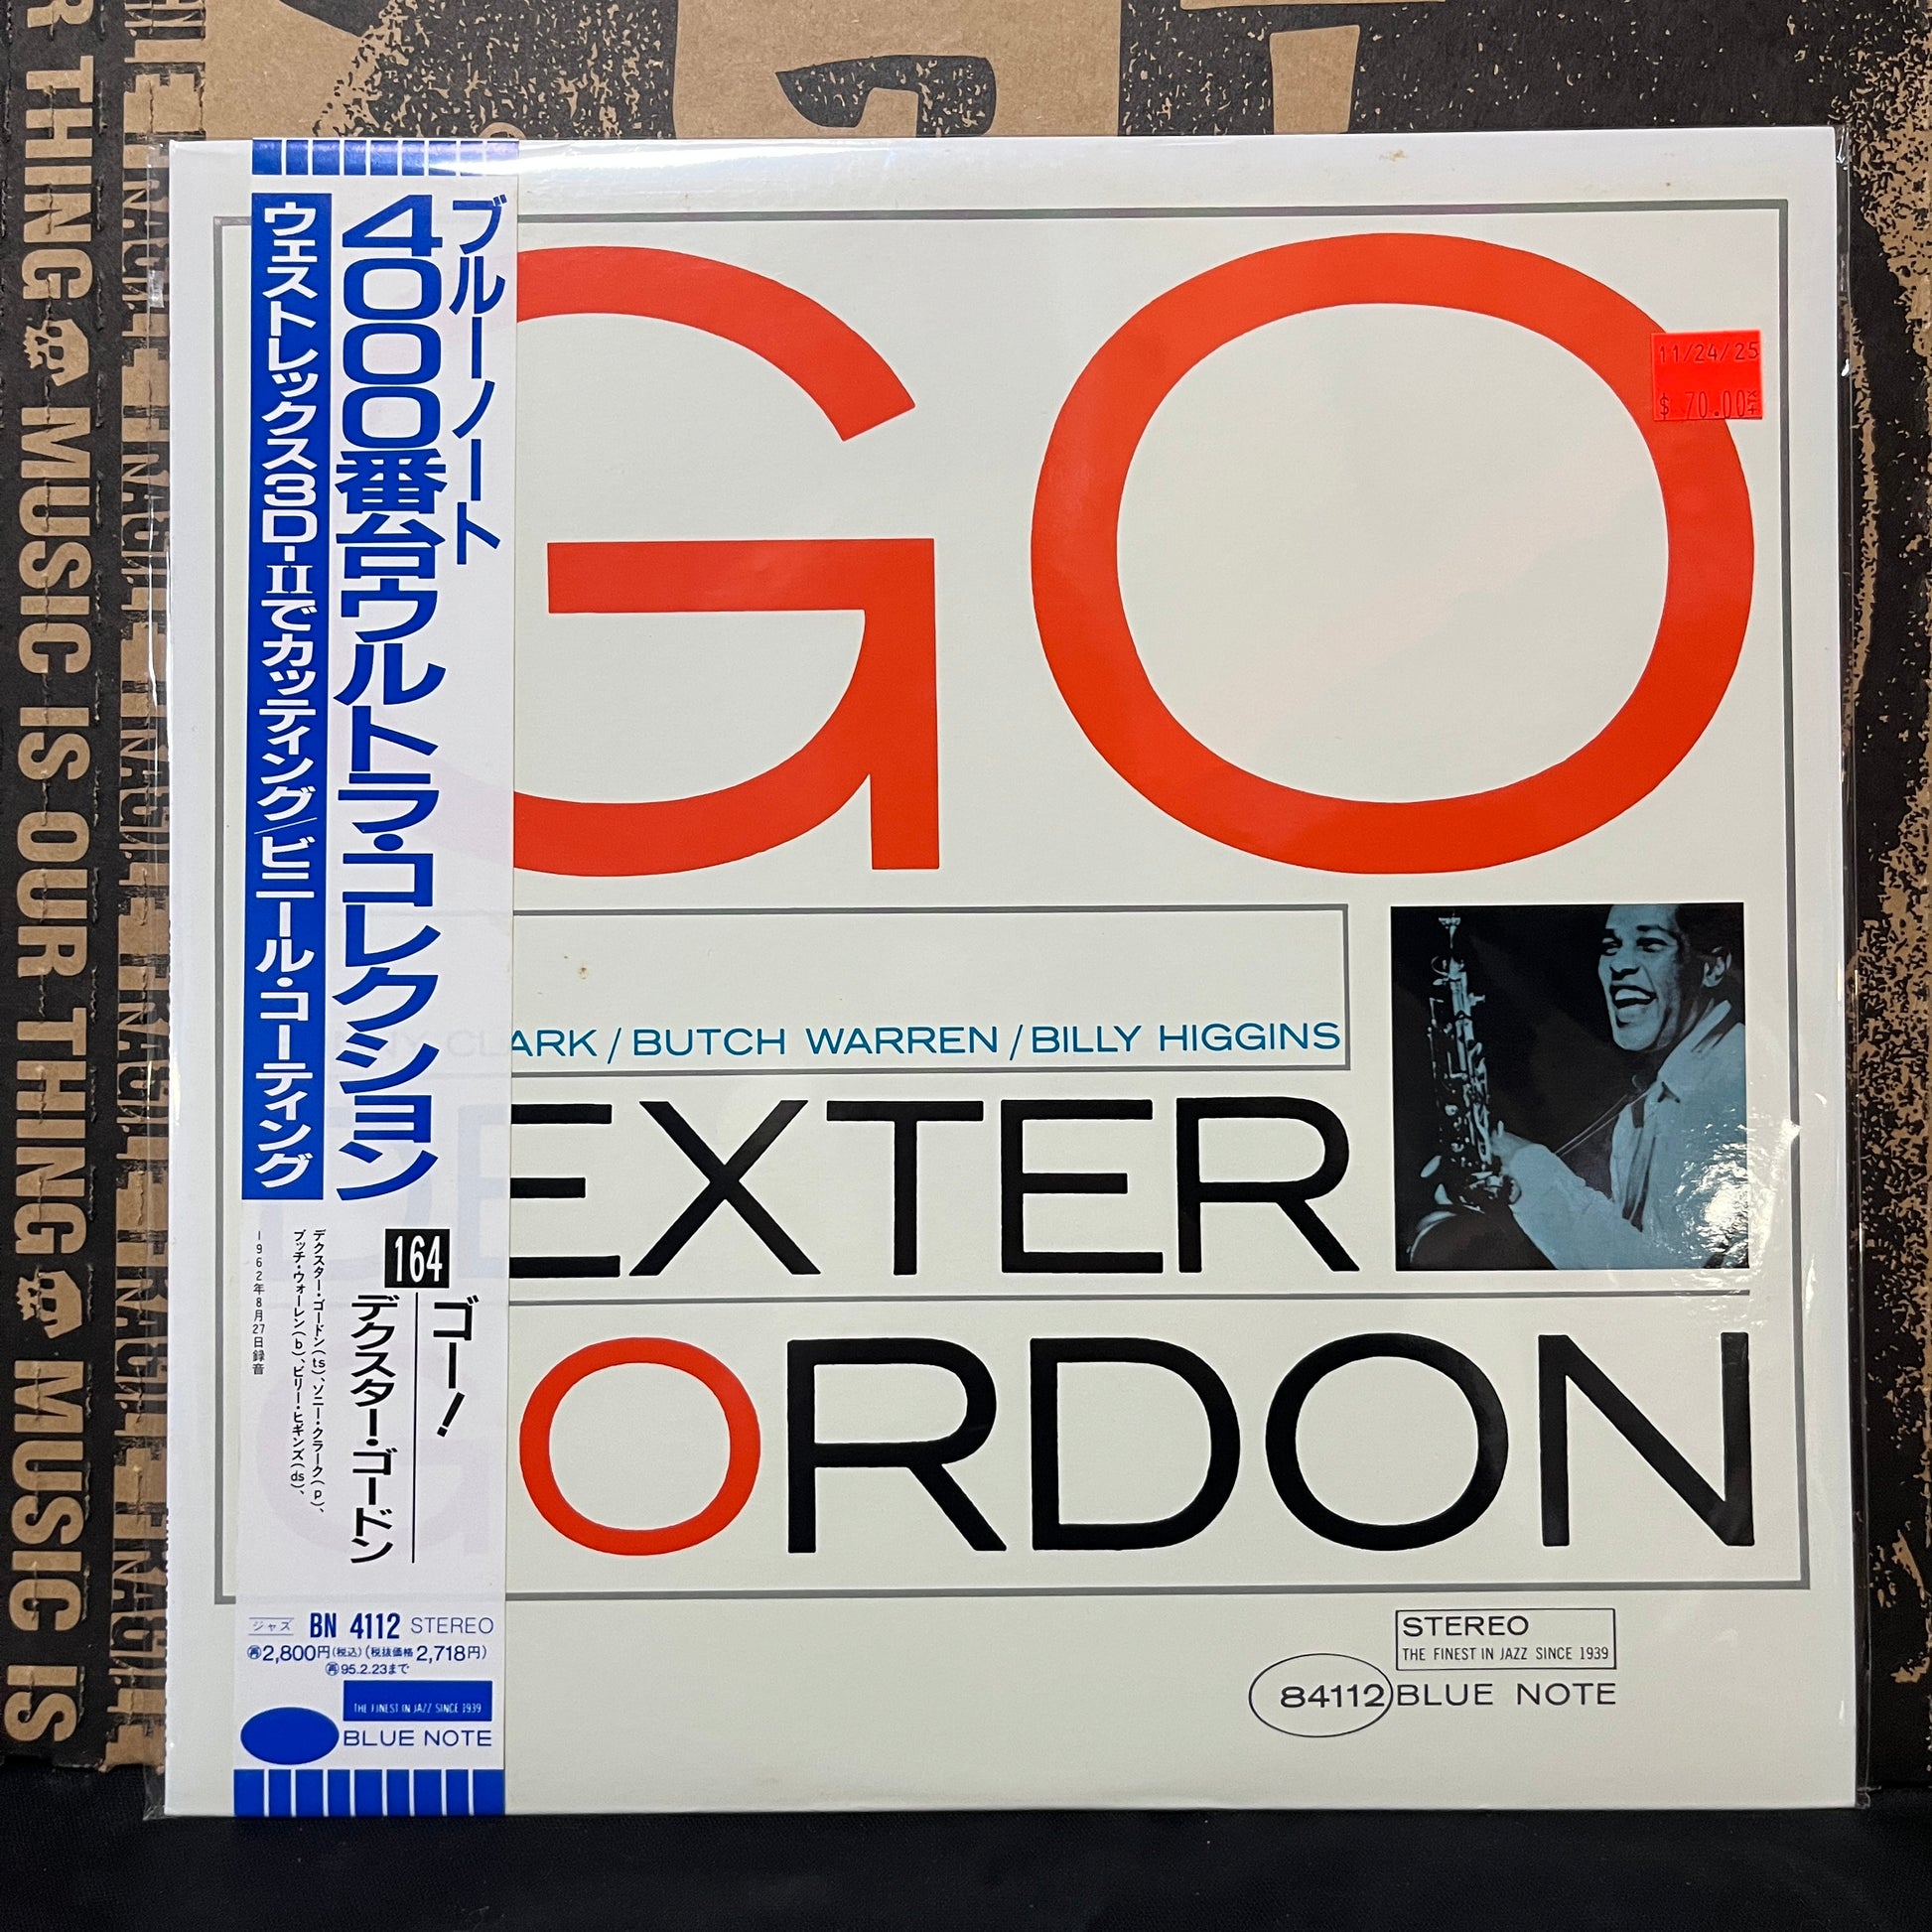 ブルーノート
4000番台ウルトラ・コレクション
ウエストレックス3D-IIでカッティング/ビニール・コーティング
164
ゴー!
デクスター・ゴードン
デクスター・ゴードン(ts)、ソニー・クラーク(p)、
ブッチ・ウォーレン(b)、ビリー・ヒギンズ(ds)、
1962年8月27日録音
ジャズ BN 4112 STEREO
再2,800円(税込)(税抜価格2,718円)
再95.2.23まで
THE FINEST IN JAZZ SINCE 1939
BLUE NOTE
GO
11/24/25
$ 70.00
NY CLARK/BUTCH WARREN/BILLY HIGGINS
DEXTER
GORDON
STEREO
THE FINEST IN JAZZ SINCE 1939
84112 BLUE NOTE
R THING MUSIC IS OUR THING MUSIC IS